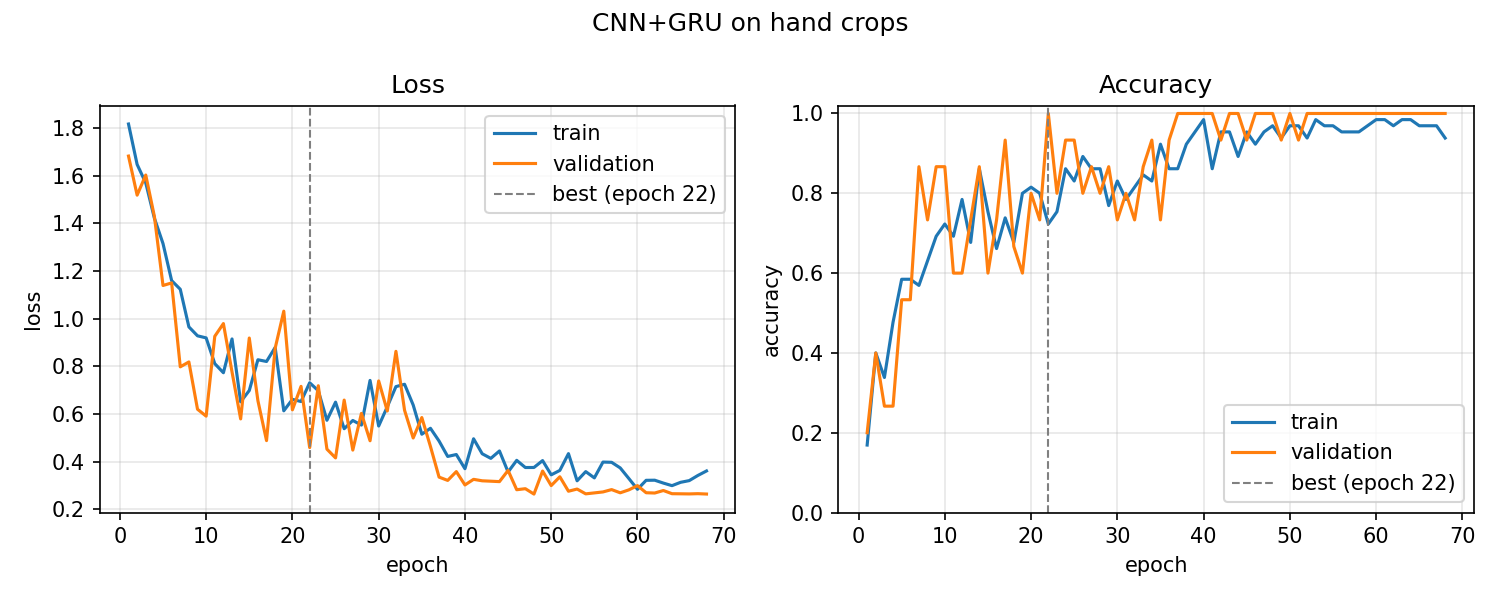 CNN+GRU on hand crops
Loss
1.8
1.6
1.4
1.2
1.0
0.8
0.6
0.4
0.2
0 10 20 30 40 50 60 70
loss
epoch
train
validation
best (epoch 22)
Accuracy
1.0
0.8
0.6
0.4
0.2
0.0
0 10 20 30 40 50 60 70
accuracy
epoch
train
validation
best (epoch 22)